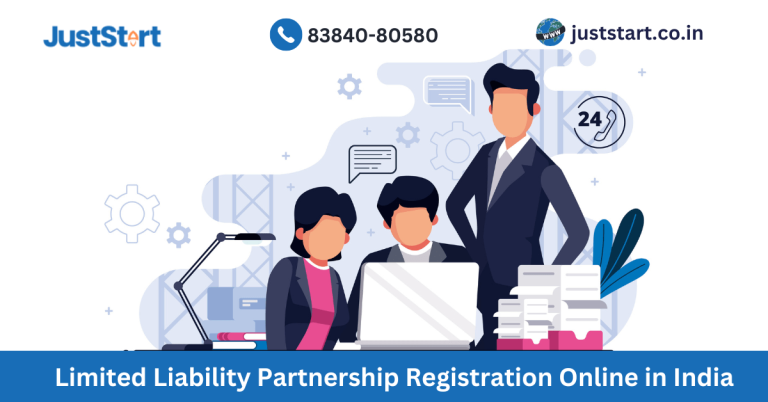 JustStart
83840-80580
www
juststart.co.in
24
Limited Liability Partnership Registration Online in India